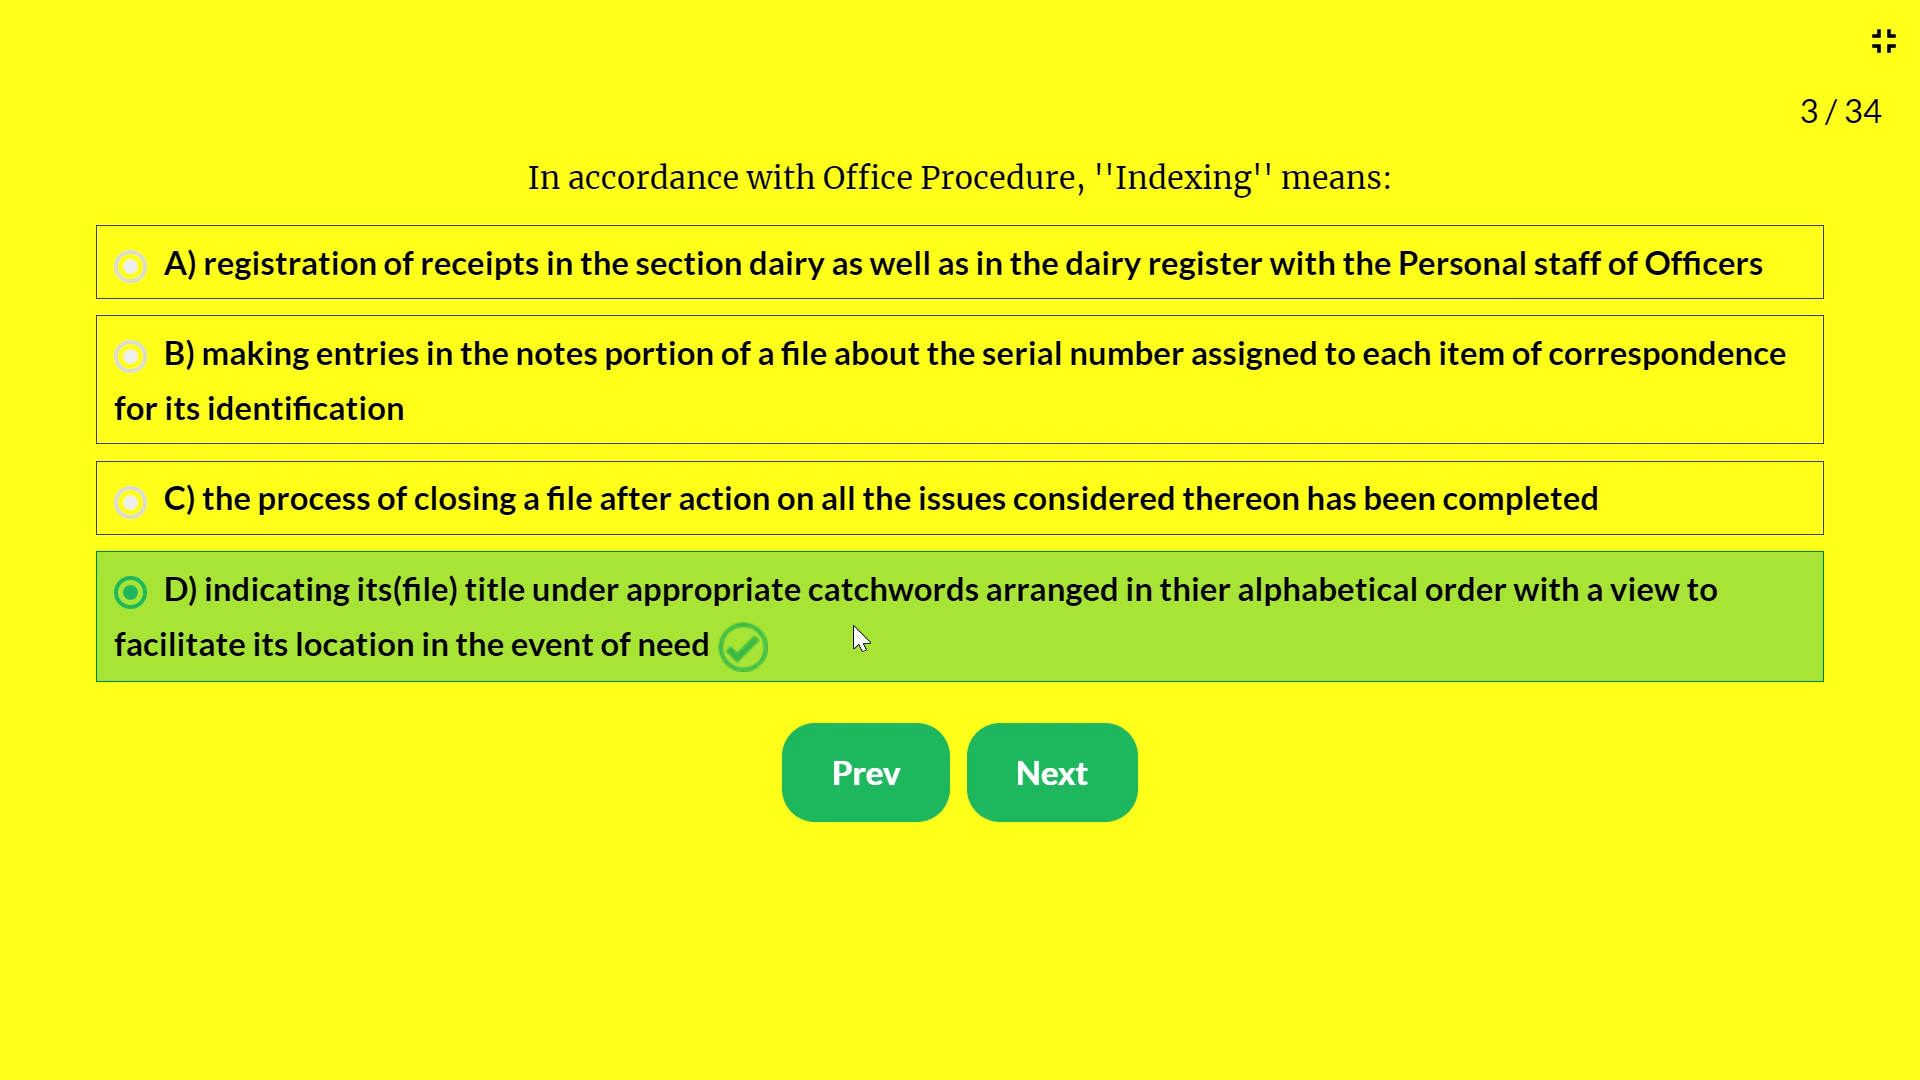 3 / 34
In accordance with Office Procedure, ''Indexing'' means:
A) registration of receipts in the section dairy as well as in the dairy register with the Personal staff of Officers
B) making entries in the notes portion of a file about the serial number assigned to each item of correspondence
for its identification
C) the process of closing a file after action on all the issues considered thereon has been completed
D) indicating its(file) title under appropriate catchwords arranged in thier alphabetical order with a view to
facilitate its location in the event of need
Prev
Next